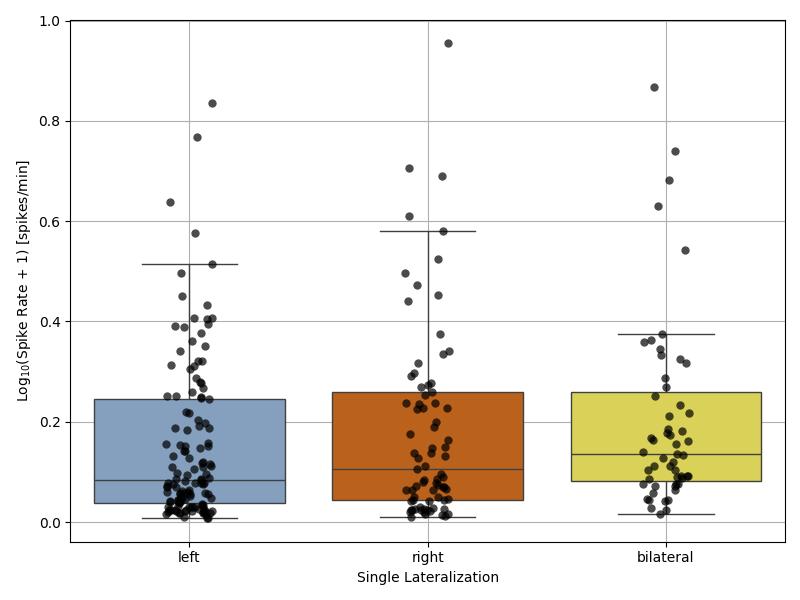 1.0
0.8
0.6
0.4
0.2
0.0
Log₁₀(Spike Rate + 1) [spikes/min]
left right bilateral
Single Lateralization